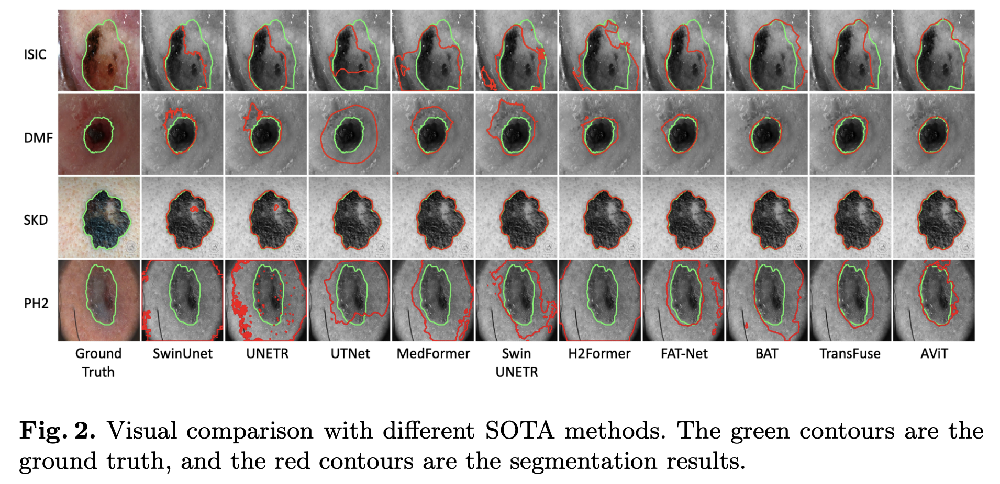 ISIC
DMF
SKD
PH2
Ground Truth
SwinUnet
UNETR
UTNet
MedFormer
Swin UNETR
H2Former
FAT-Net
BAT
TransFuse
AViT
Fig. 2. Visual comparison with different SOTA methods. The green contours are the
ground truth, and the red contours are the segmentation results.